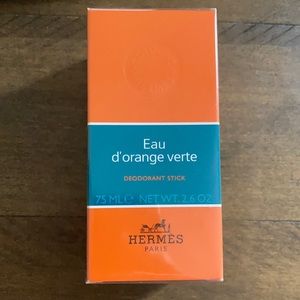 Eau
d'orange verte
DEODORANT STICK
75 ML ℮ NET WT. 2.6 OZ
HERMÈS
PARIS